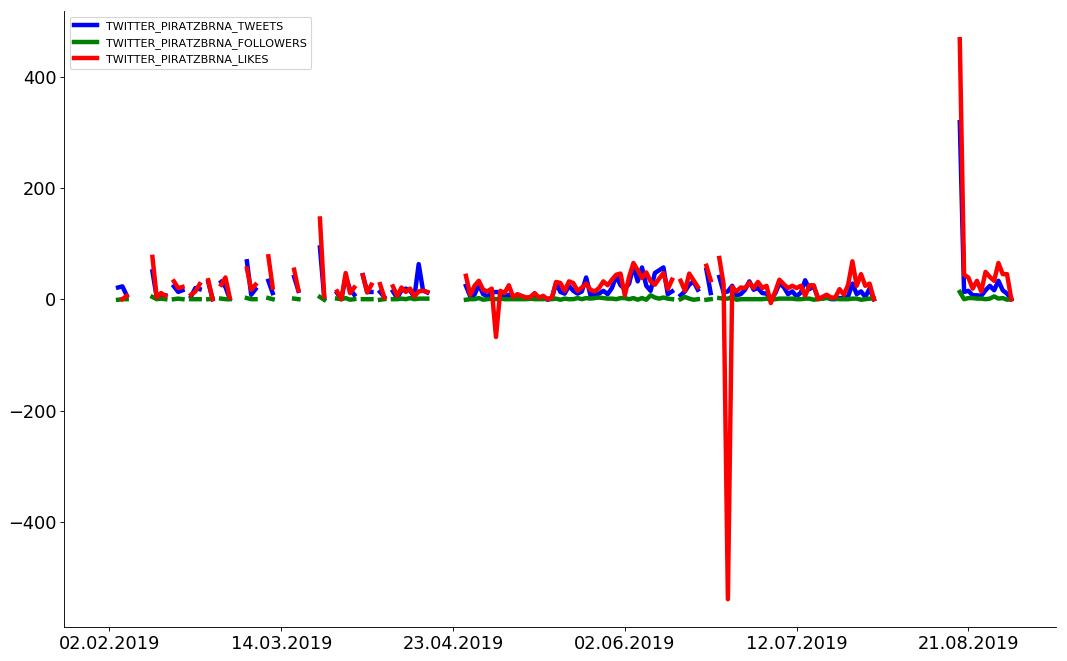 TWITTER_PIRATZBRNA_TWEETS
TWITTER_PIRATZBRNA_FOLLOWERS
TWITTER_PIRATZBRNA_LIKES
400
200
0
−200
−400
02.02.2019 14.03.2019 23.04.2019 02.06.2019 12.07.2019 21.08.2019